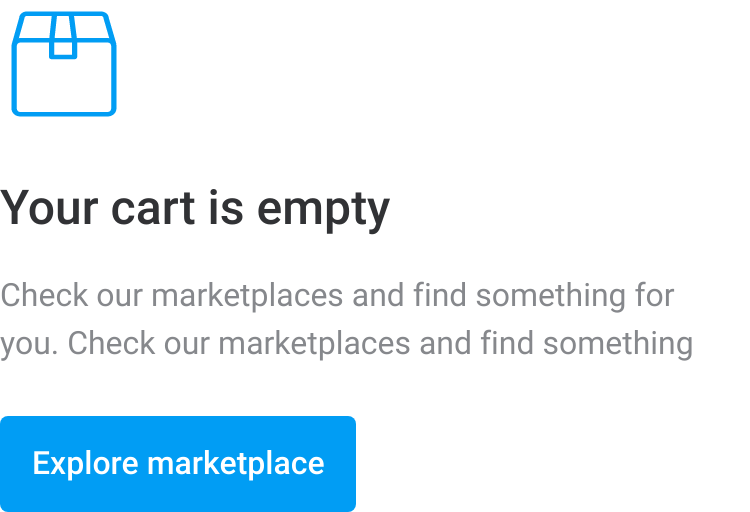 Your cart is empty
Check our marketplaces and find something for
you. Check our marketplaces and find something
Explore marketplace